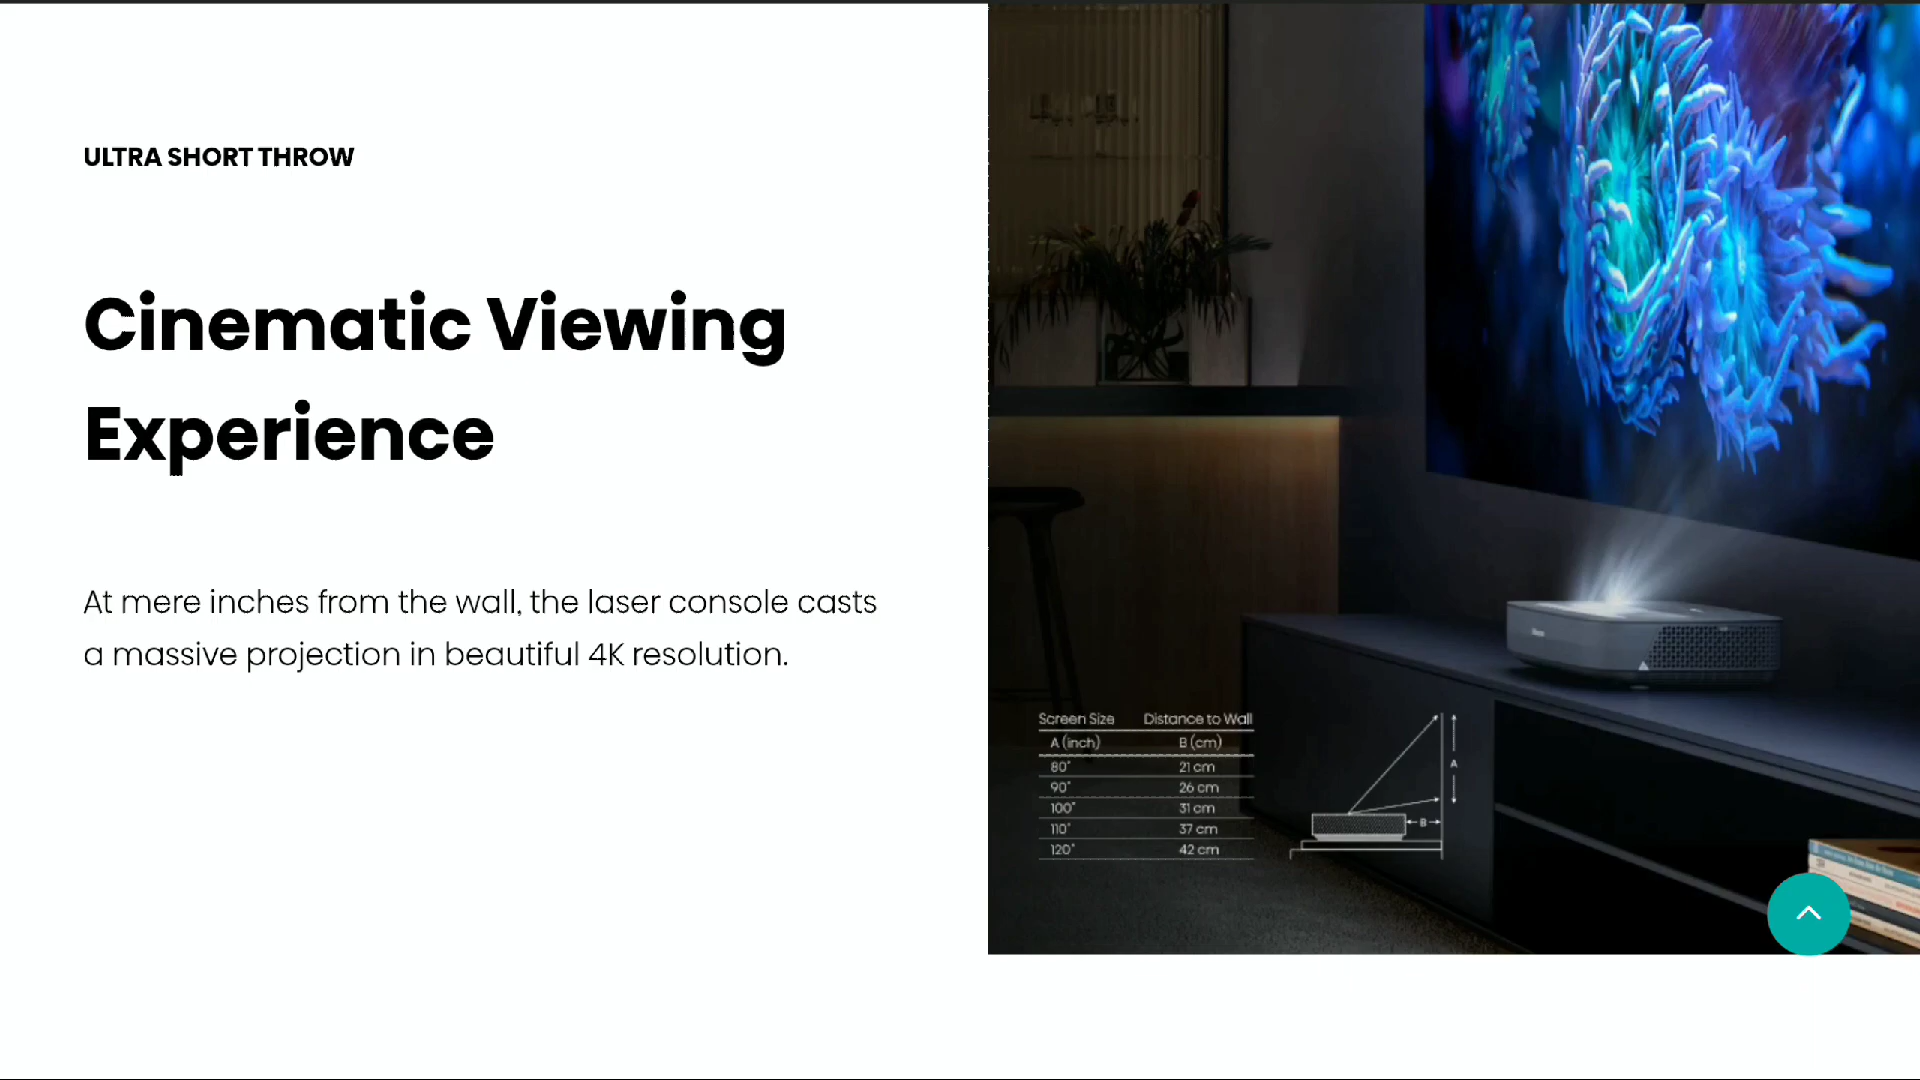 ULTRA SHORT THROW
Cinematic Viewing
Experience
At mere inches from the wall, the laser console casts
a massive projection in beautiful 4K resolution.
Screen Size Distance to Wall
A (inch) B (cm)
80" 21 cm
90" 26 cm
100" 31 cm
110" 37 cm
120" 42 cm
A
B